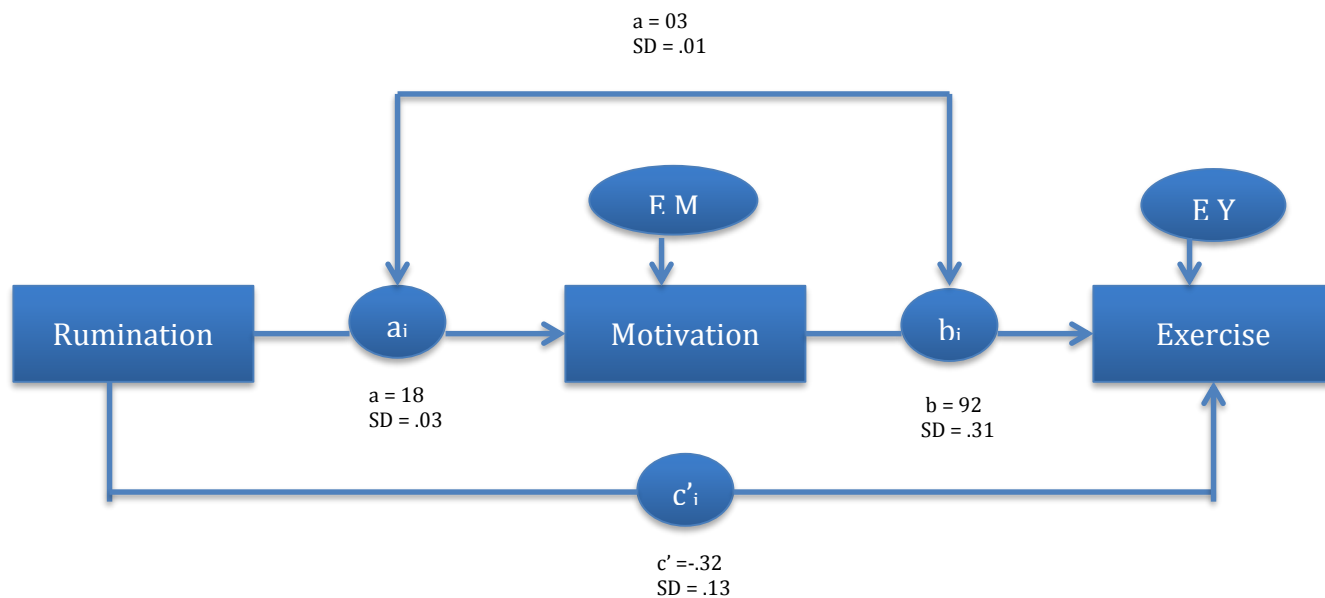 a = 03
SD = .01
E M
E Y
Rumination
ai
Motivation
bi
Exercise
a = 18
SD = .03
b = 92
SD = .31
c'i
c' =-.32
SD = .13